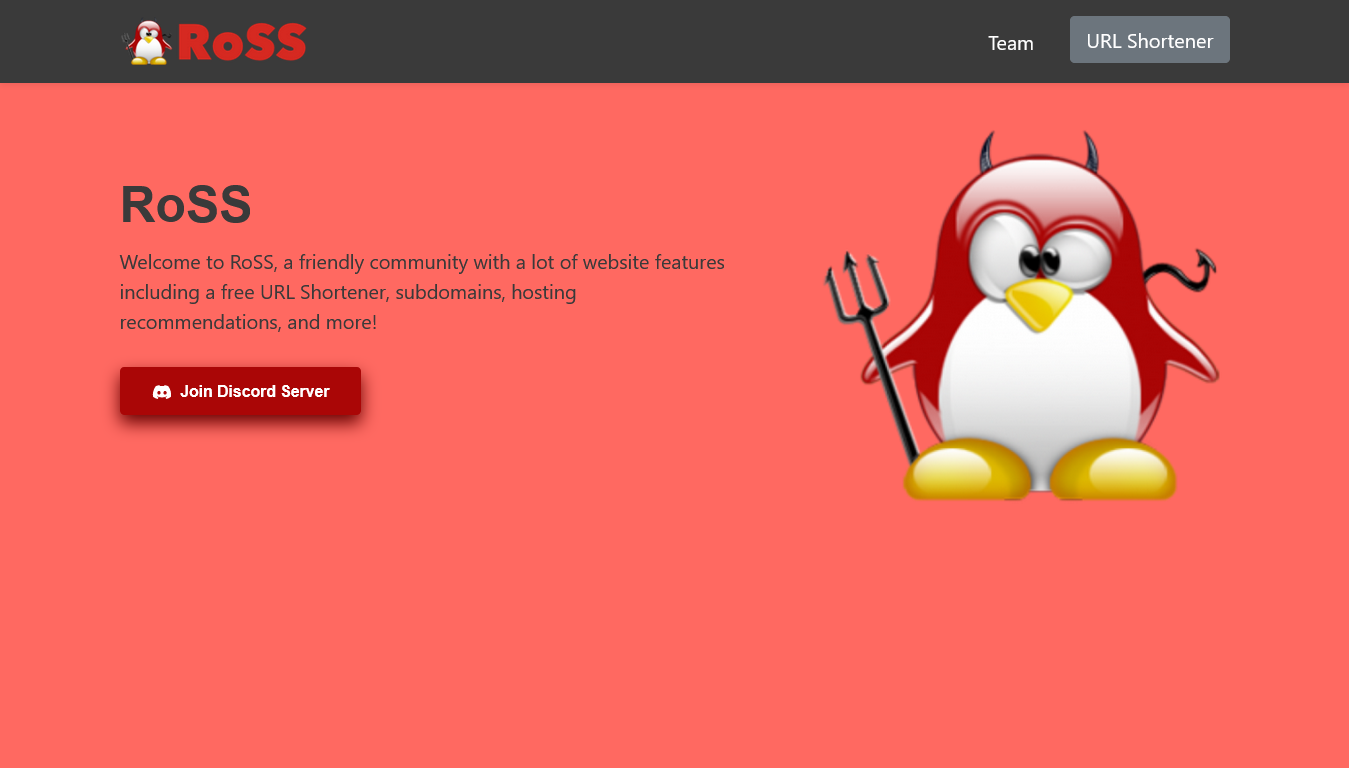 RoSS
Team
URL Shortener
RoSS
Welcome to RoSS, a friendly community with a lot of website features
including a free URL Shortener, subdomains, hosting
recommendations, and more!
Join Discord Server